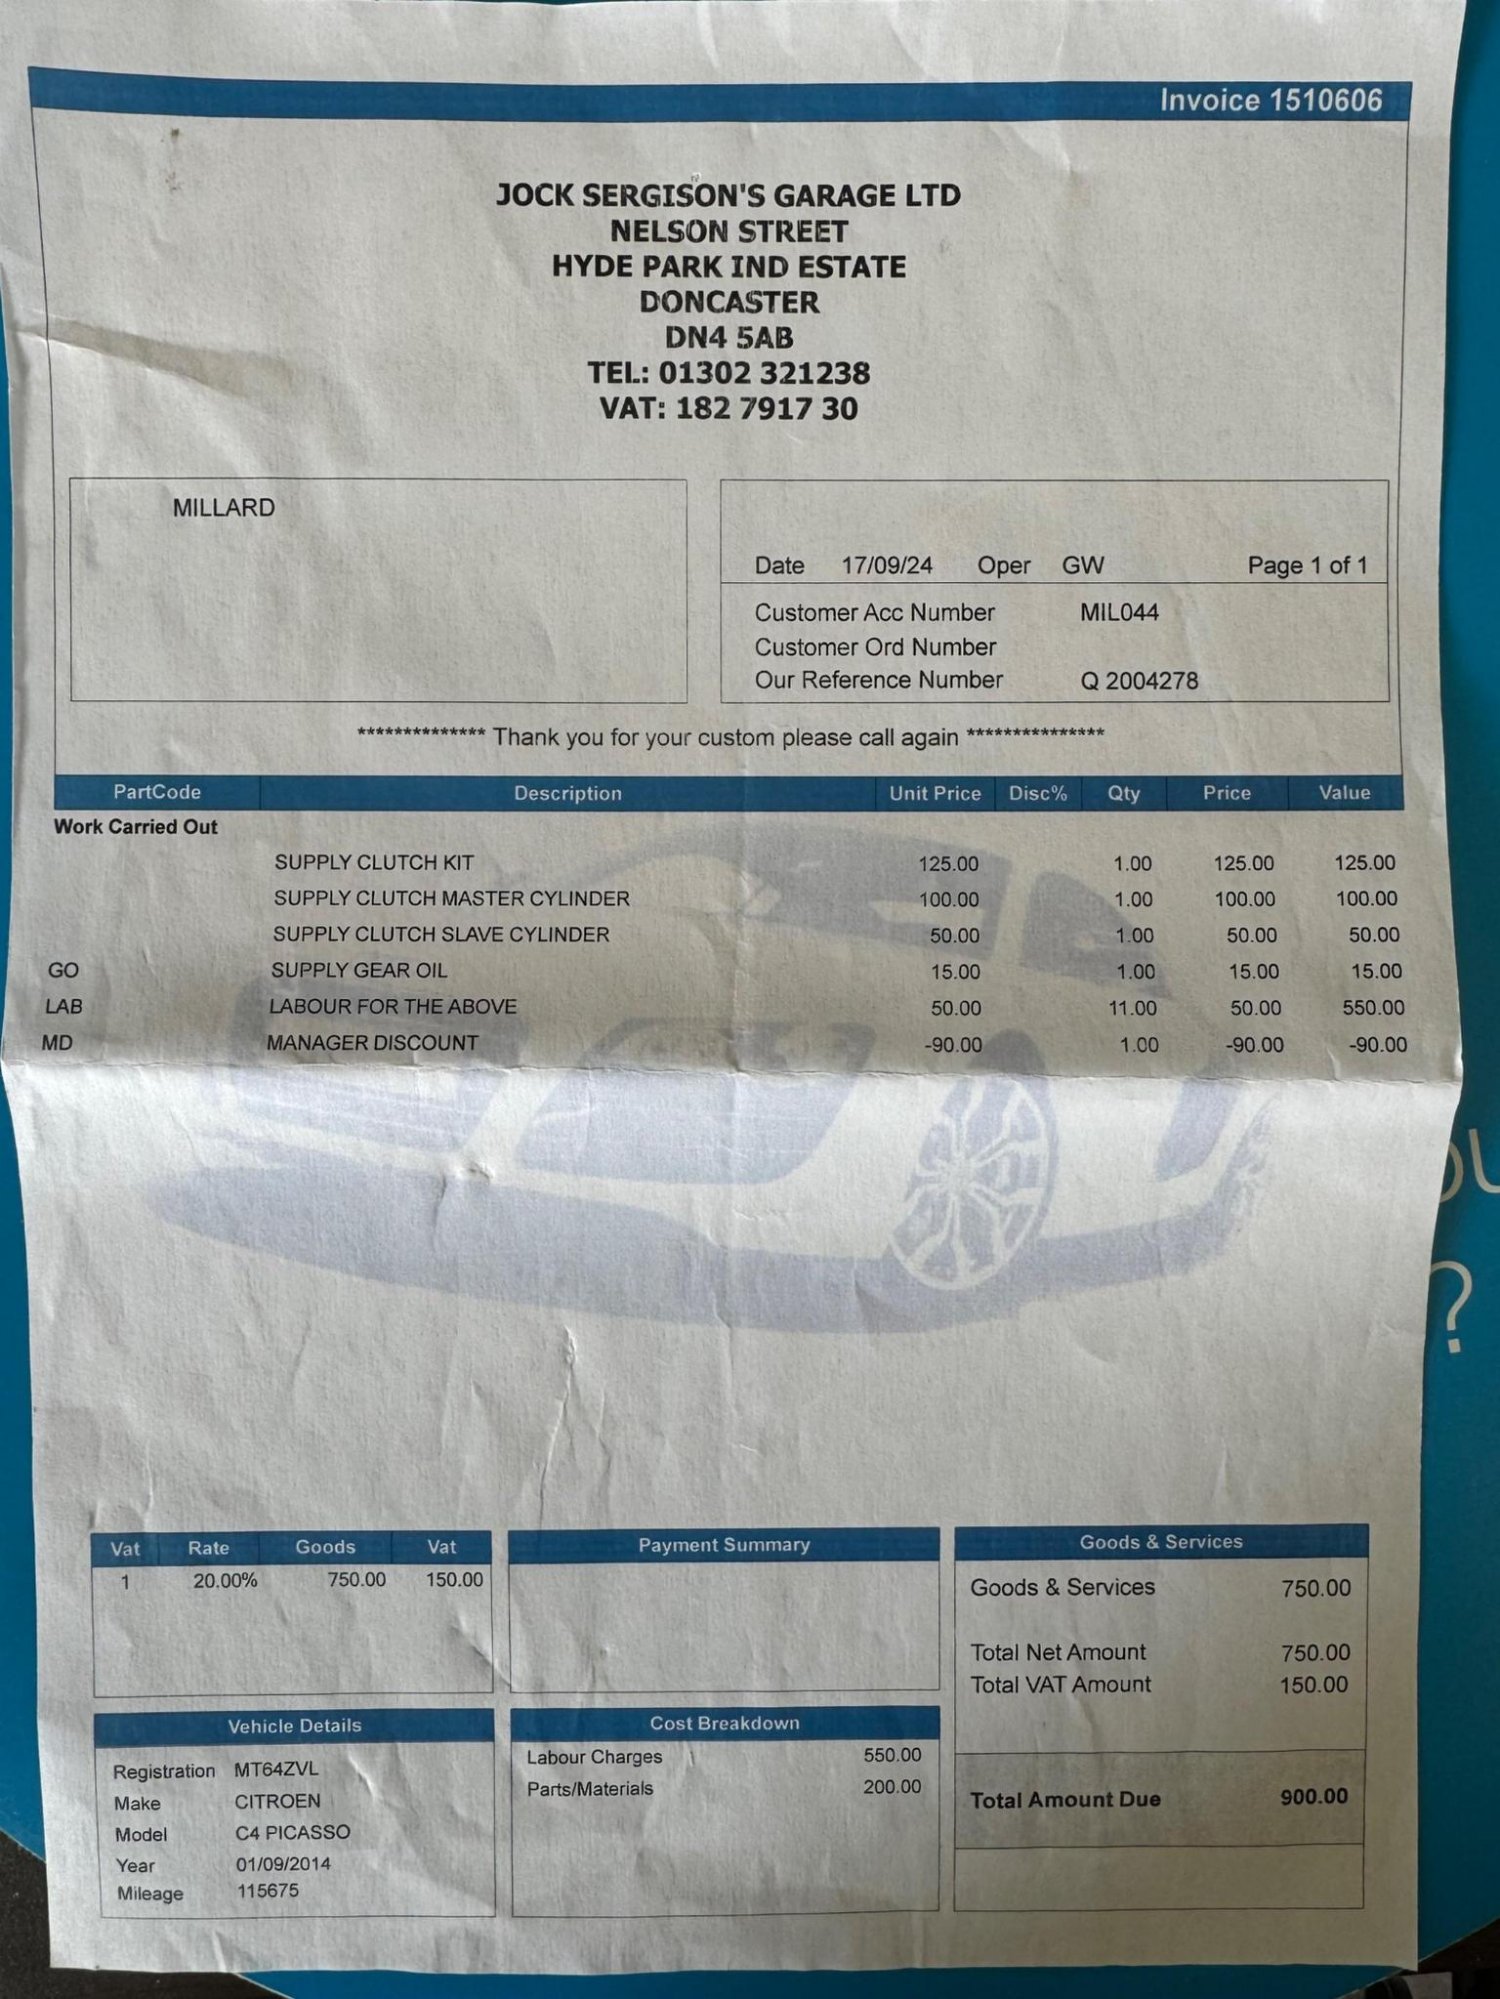 Invoice 1510606
JOCK SERGISON'S GARAGE LTD
NELSON STREET
HYDE PARK IND ESTATE
DONCASTER
DN4 5AB
TEL: 01302 321238
VAT: 182 7917 30
MILLARD
Date 17/09/24 Oper GW Page 1 of 1
Customer Acc Number MIL044
Customer Ord Number
Our Reference Number Q 2004278
************** Thank you for your custom please call again ***************
PartCode Description Unit Price Disc% Qty Price Value
Work Carried Out
SUPPLY CLUTCH KIT 125.00 1.00 125.00 125.00
SUPPLY CLUTCH MASTER CYLINDER 100.00 1.00 100.00 100.00
SUPPLY CLUTCH SLAVE CYLINDER 50.00 1.00 50.00 50.00
GO SUPPLY GEAR OIL 15.00 1.00 15.00 15.00
LAB LABOUR FOR THE ABOVE 50.00 11.00 50.00 550.00
MD MANAGER DISCOUNT -90.00 1.00 -90.00 -90.00
Vat Rate Goods Vat
1 20.00% 750.00 150.00
Payment Summary
Goods & Services
Goods & Services 750.00
Total Net Amount 750.00
Total VAT Amount 150.00
Total Amount Due 900.00
Vehicle Details
Registration MT64ZVL
Make CITROEN
Model C4 PICASSO
Year 01/09/2014
Mileage 115675
Cost Breakdown
Labour Charges 550.00
Parts/Materials 200.00
?